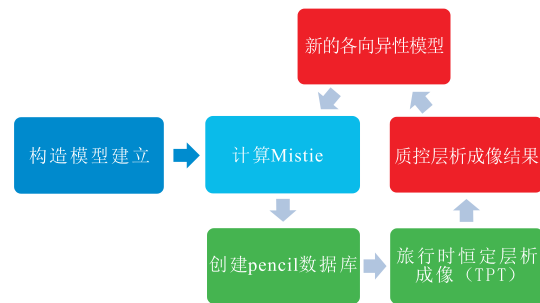 新的各向异性模型
构造模型建立
计算Mistie
质控层析成像结果
创建pencil数据库
旅行时恒定层析
成像（TPT）